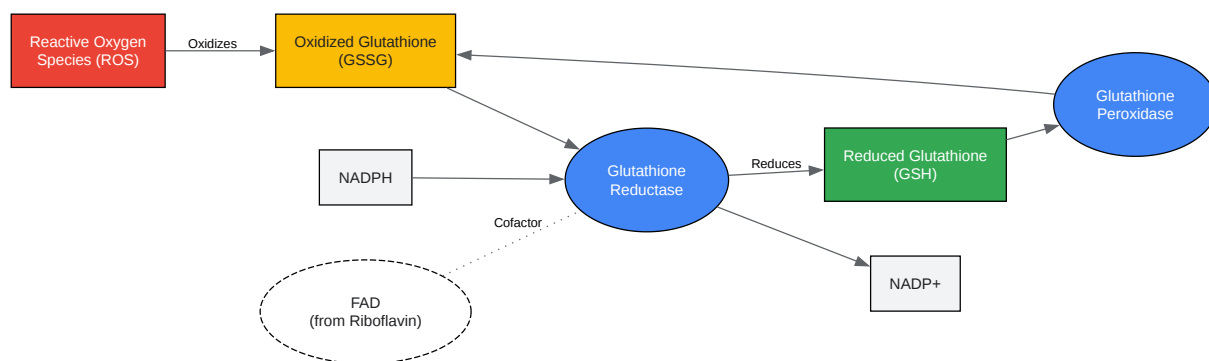 Reactive Oxygen
Species (ROS)
Oxidizes
Oxidized Glutathione
(GSSG)
Glutathione
Peroxidase
NADPH
Glutathione
Reductase
Reduces
Reduced Glutathione
(GSH)
Cofactor
NADP+
FAD
(from Riboflavin)